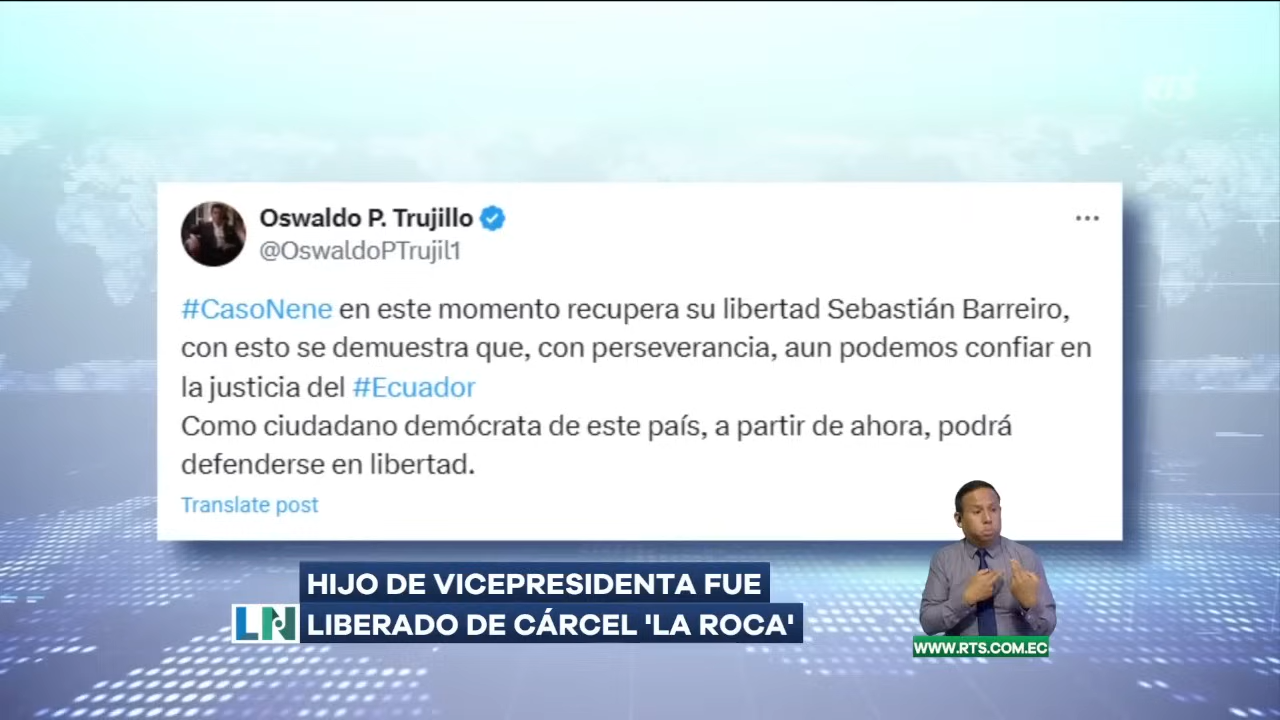 RTS
Oswaldo P. Trujillo
@OswaldoPTrujil1
#CasoNene en este momento recupera su libertad Sebastián Barreiro,
con esto se demuestra que, con perseverancia, aun podemos confiar en
la justicia del #Ecuador
Como ciudadano demócrata de este país, a partir de ahora, podrá
defenderse en libertad.
Translate post
HIJO DE VICEPRESIDENTA FUE
LN LIBERADO DE CÁRCEL 'LA ROCA'
WWW.RTS.COM.EC